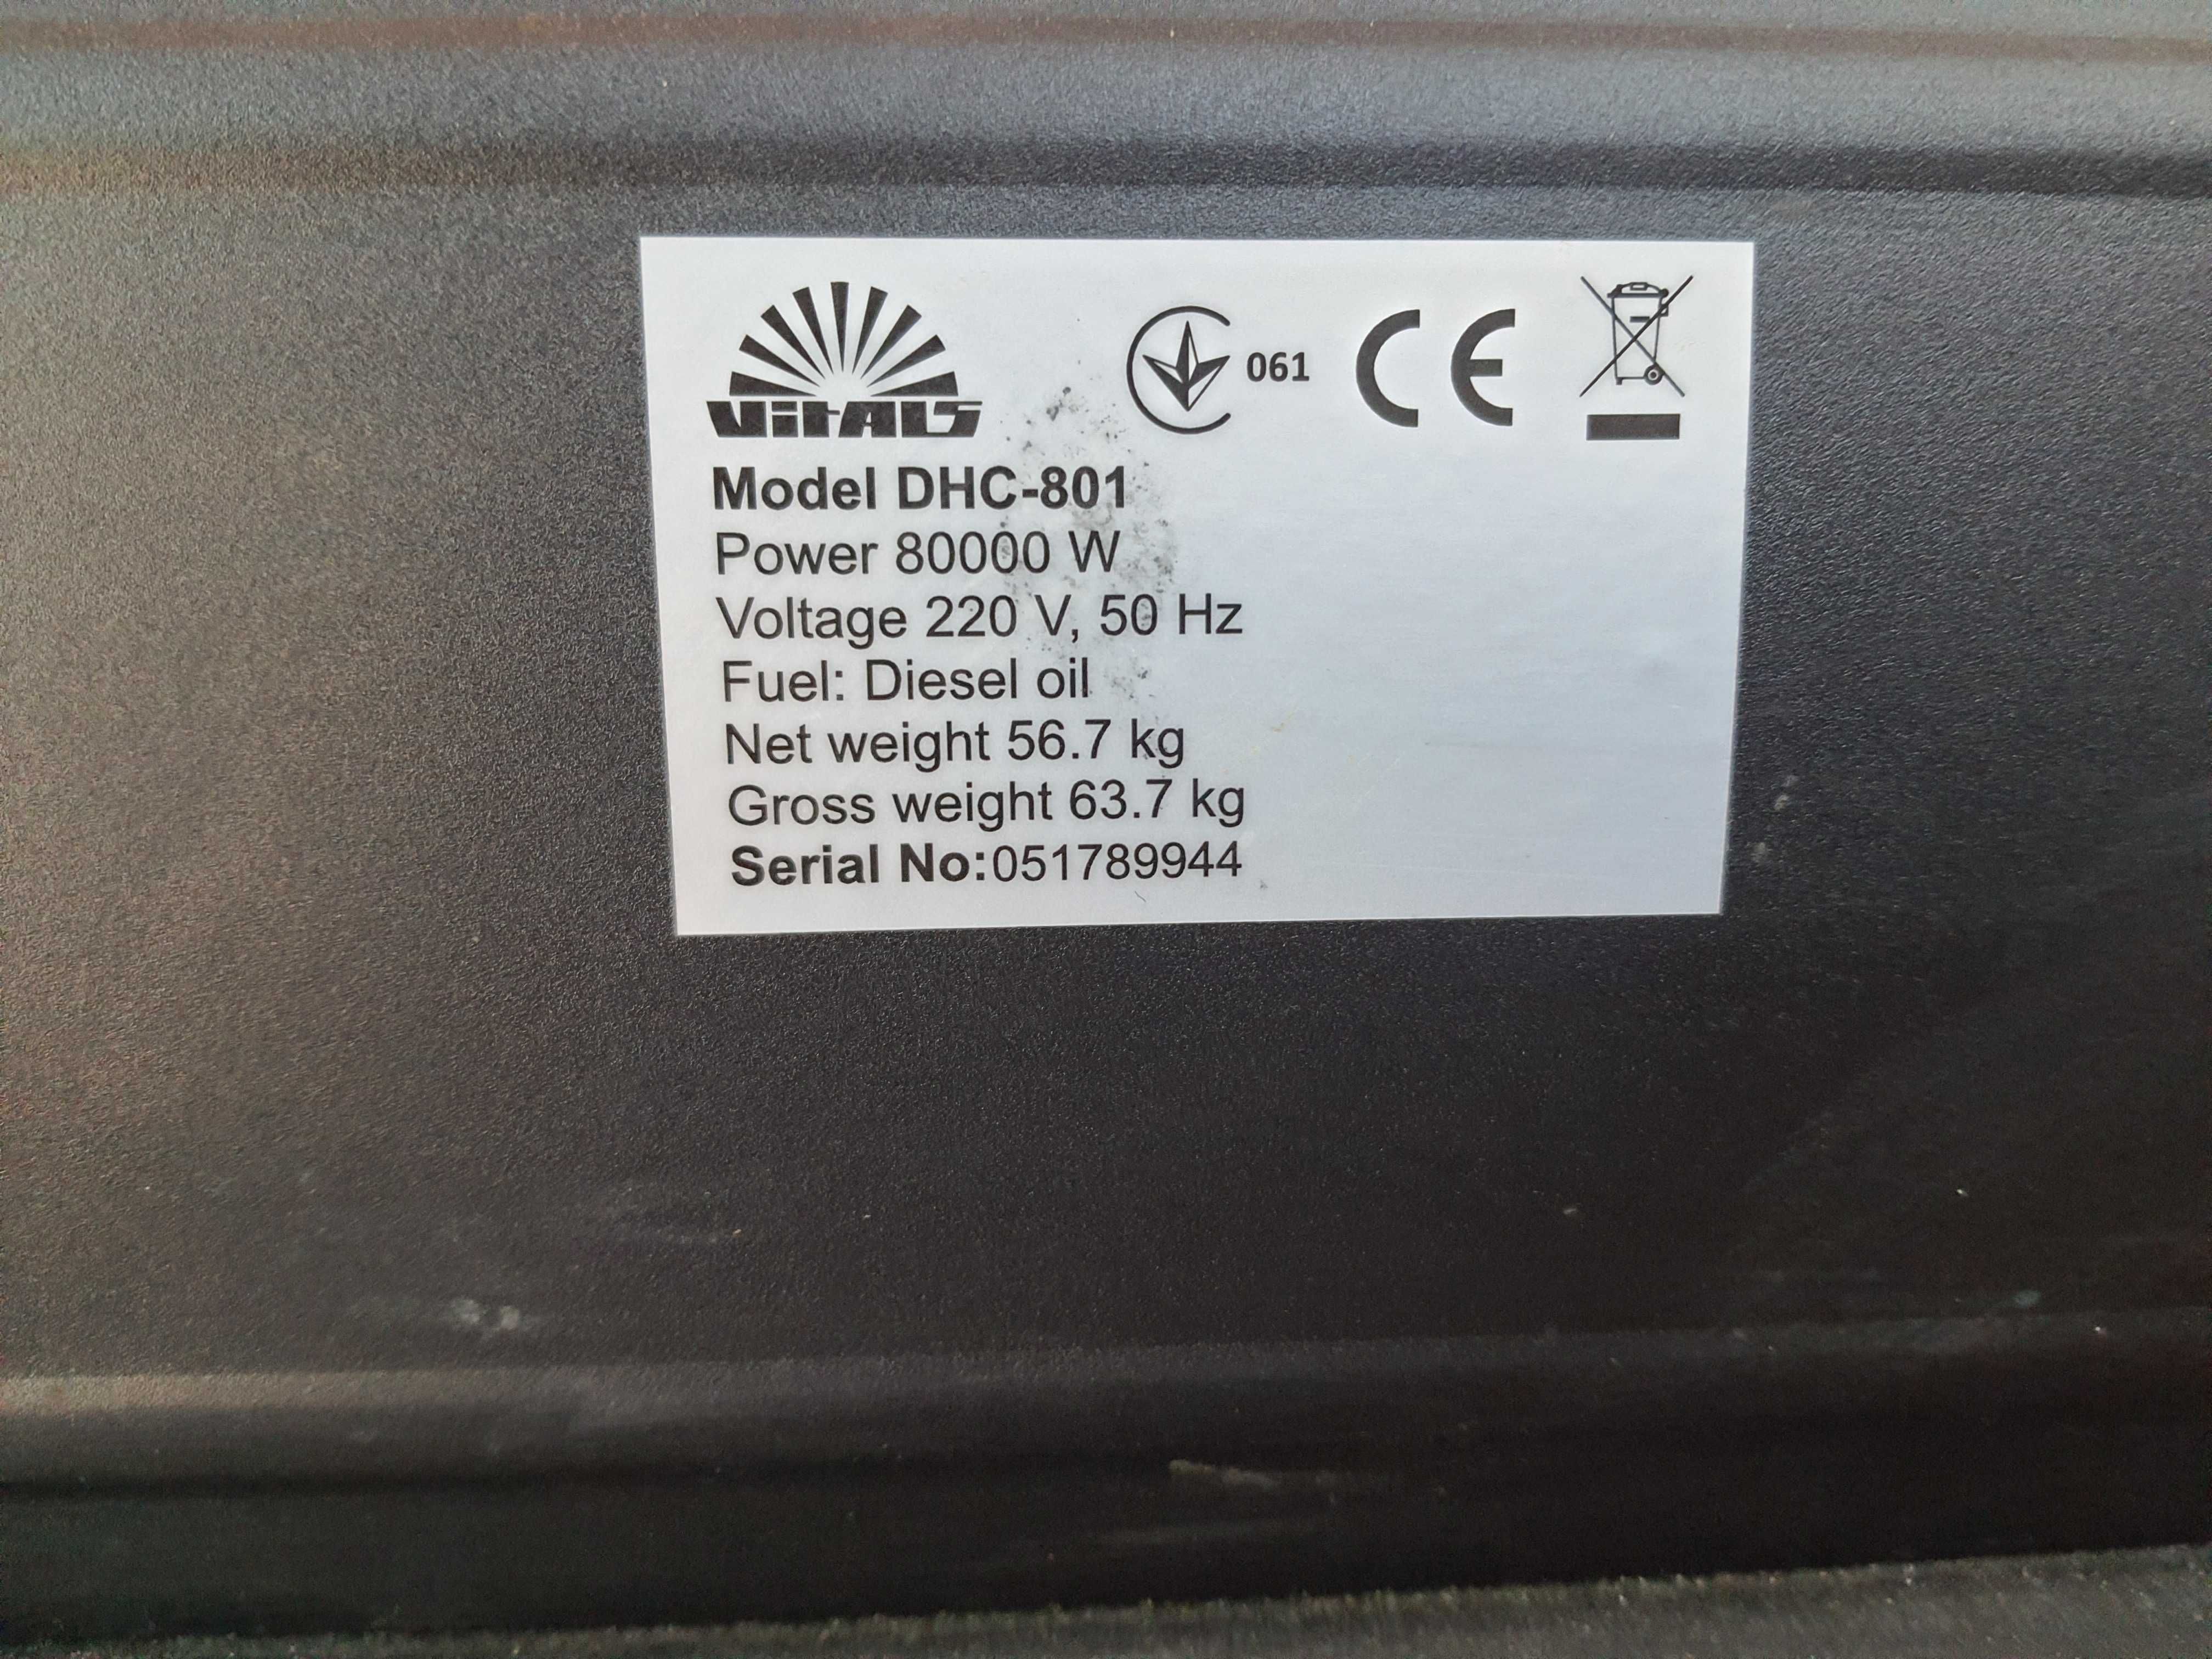 VitALS
061 CE
Model DHC-801
Power 80000 W
Voltage 220 V, 50 Hz
Fuel: Diesel oil
Net weight 56.7 kg
Gross weight 63.7 kg
Serial No:051789944